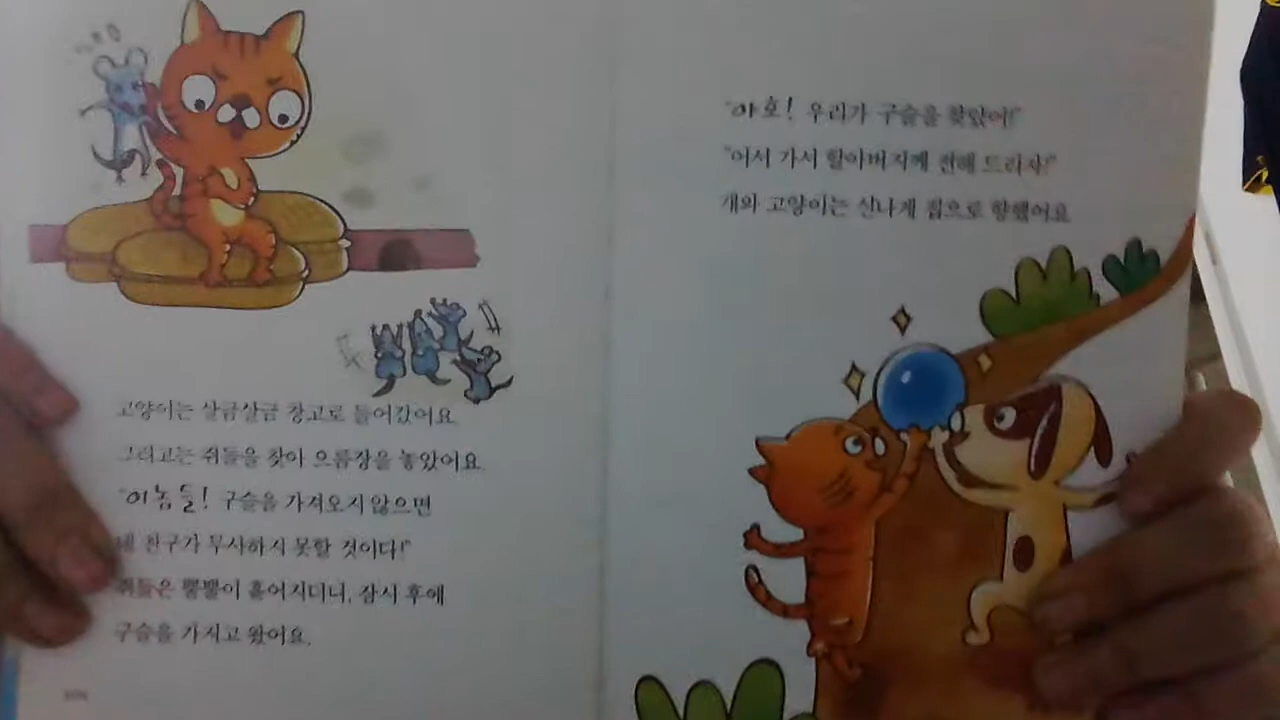 고양이는 살금살금 창고로 들어갔어요.
그러고는 쥐들을 찾아 으름장을 놓았어요.
"이놈들! 구슬을 가져오지 않으면
네 친구가 무사하지 못할 것이다!"
쥐들은 뿔뿔이 흩어지더니, 잠시 후에
구슬을 가지고 왔어요.
"야호! 우리가 구슬을 찾았어!"
"어서 가서 할아버지께 전해 드리자!"
개와 고양이는 신나게 집으로 향했어요.